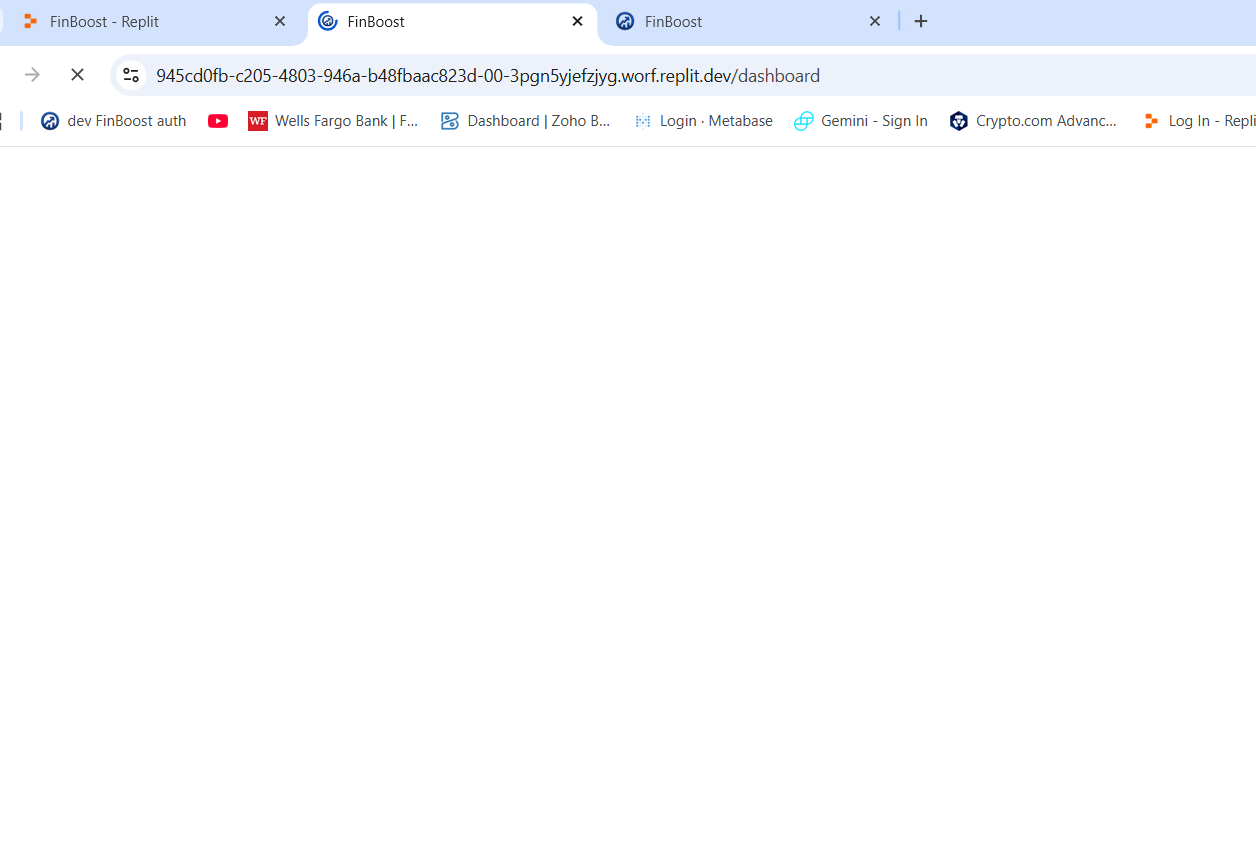 FinBoost - Replit FinBoost FinBoost
945cd0fb-c205-4803-946a-b48fbaac823d-00-3pgn5yjefzjyg.worf.replit.dev/dashboard
dev FinBoost auth WF Wells Fargo Bank | F... Dashboard | Zoho B... Login · Metabase Gemini - Sign In Crypto.com Advanc... Log In - Repli